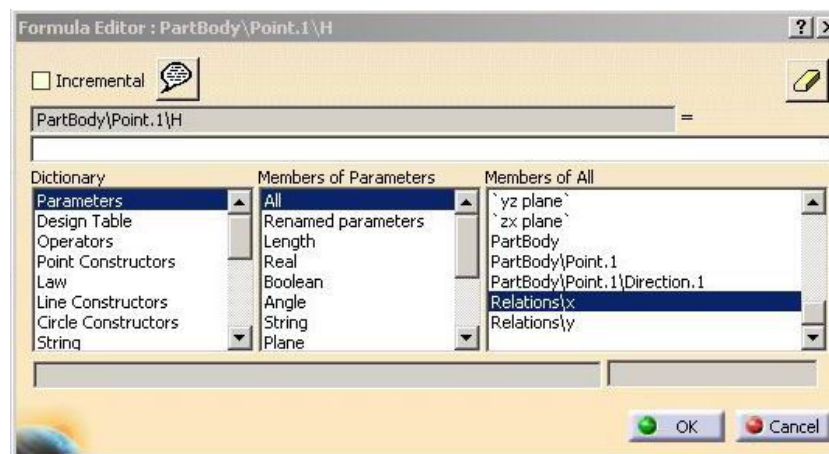 Formula Editor : PartBody\Point.1\H
Incremental
PartBody\Point.1\H =
Dictionary Members of Parameters Members of All
Parameters All `yz plane`
Design Table Renamed parameters `zx plane`
Operators Length PartBody
Point Constructors Real PartBody\Point.1
Law Boolean PartBody\Point.1\Direction.1
Line Constructors Angle Relations\x
Circle Constructors String Relations\y
String Plane
OK Cancel